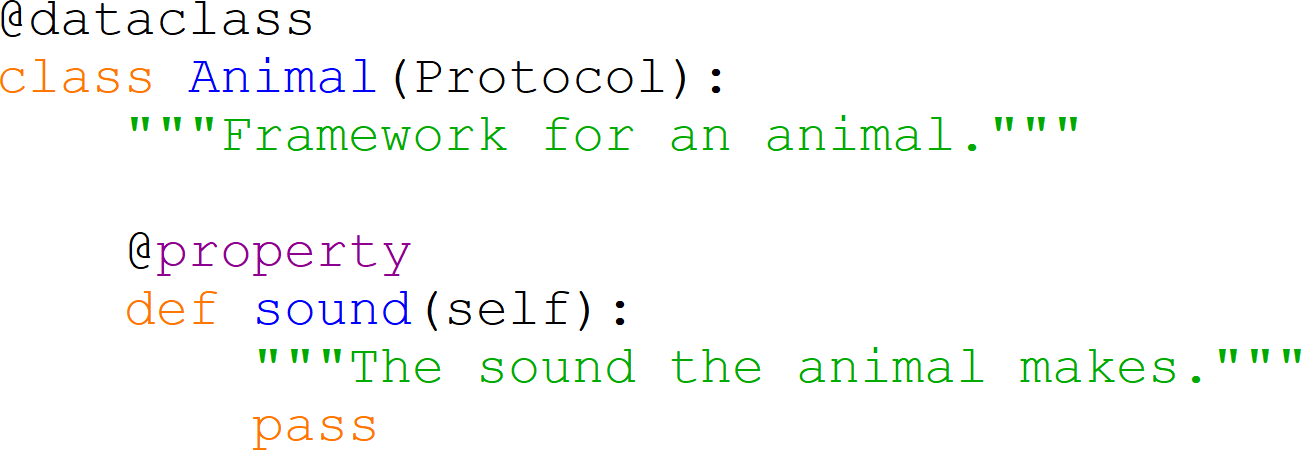 @dataclass
class Animal(Protocol):
    """Framework for an animal."""

    @property
    def sound(self):
        """The sound the animal makes."""
        pass